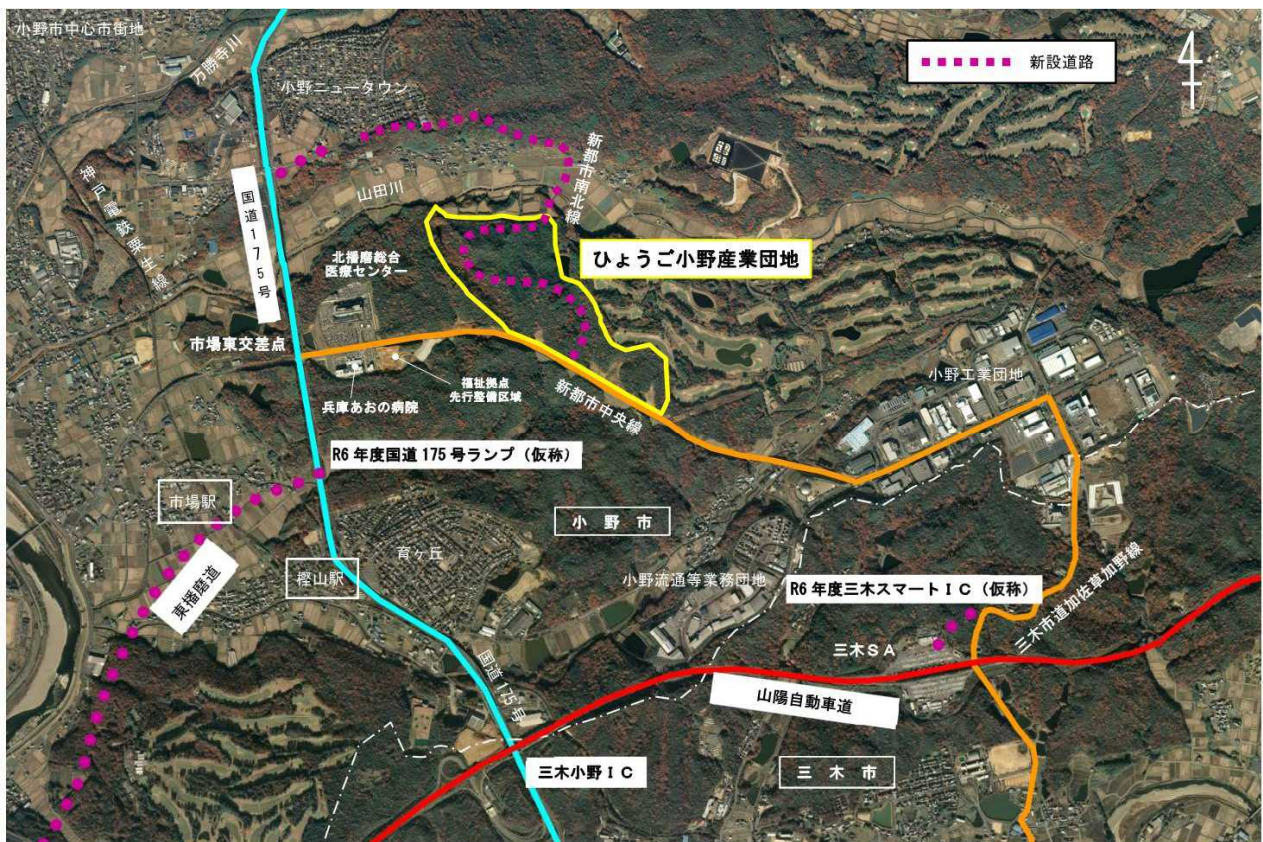 小野市中心市街地
万勝寺川
小野ニュータウン
新設道路
新都市南北線
神戸電鉄粟生線
国道175号
山田川
北播磨総合
医療センター
ひょうご小野産業団地
市場東交差点
兵庫あおの病院
福祉拠点
先行整備区域
新都市中央線
小野工業団地
R6年度国道175号ランプ（仮称）
市場駅
小野市
東播磨道
樫山駅
育ヶ丘
小野流通等業務団地
R6年度三木スマートIC（仮称）
三木市道加佐草加野線
三木SA
国道175号
山陽自動車道
三木小野IC
三木市